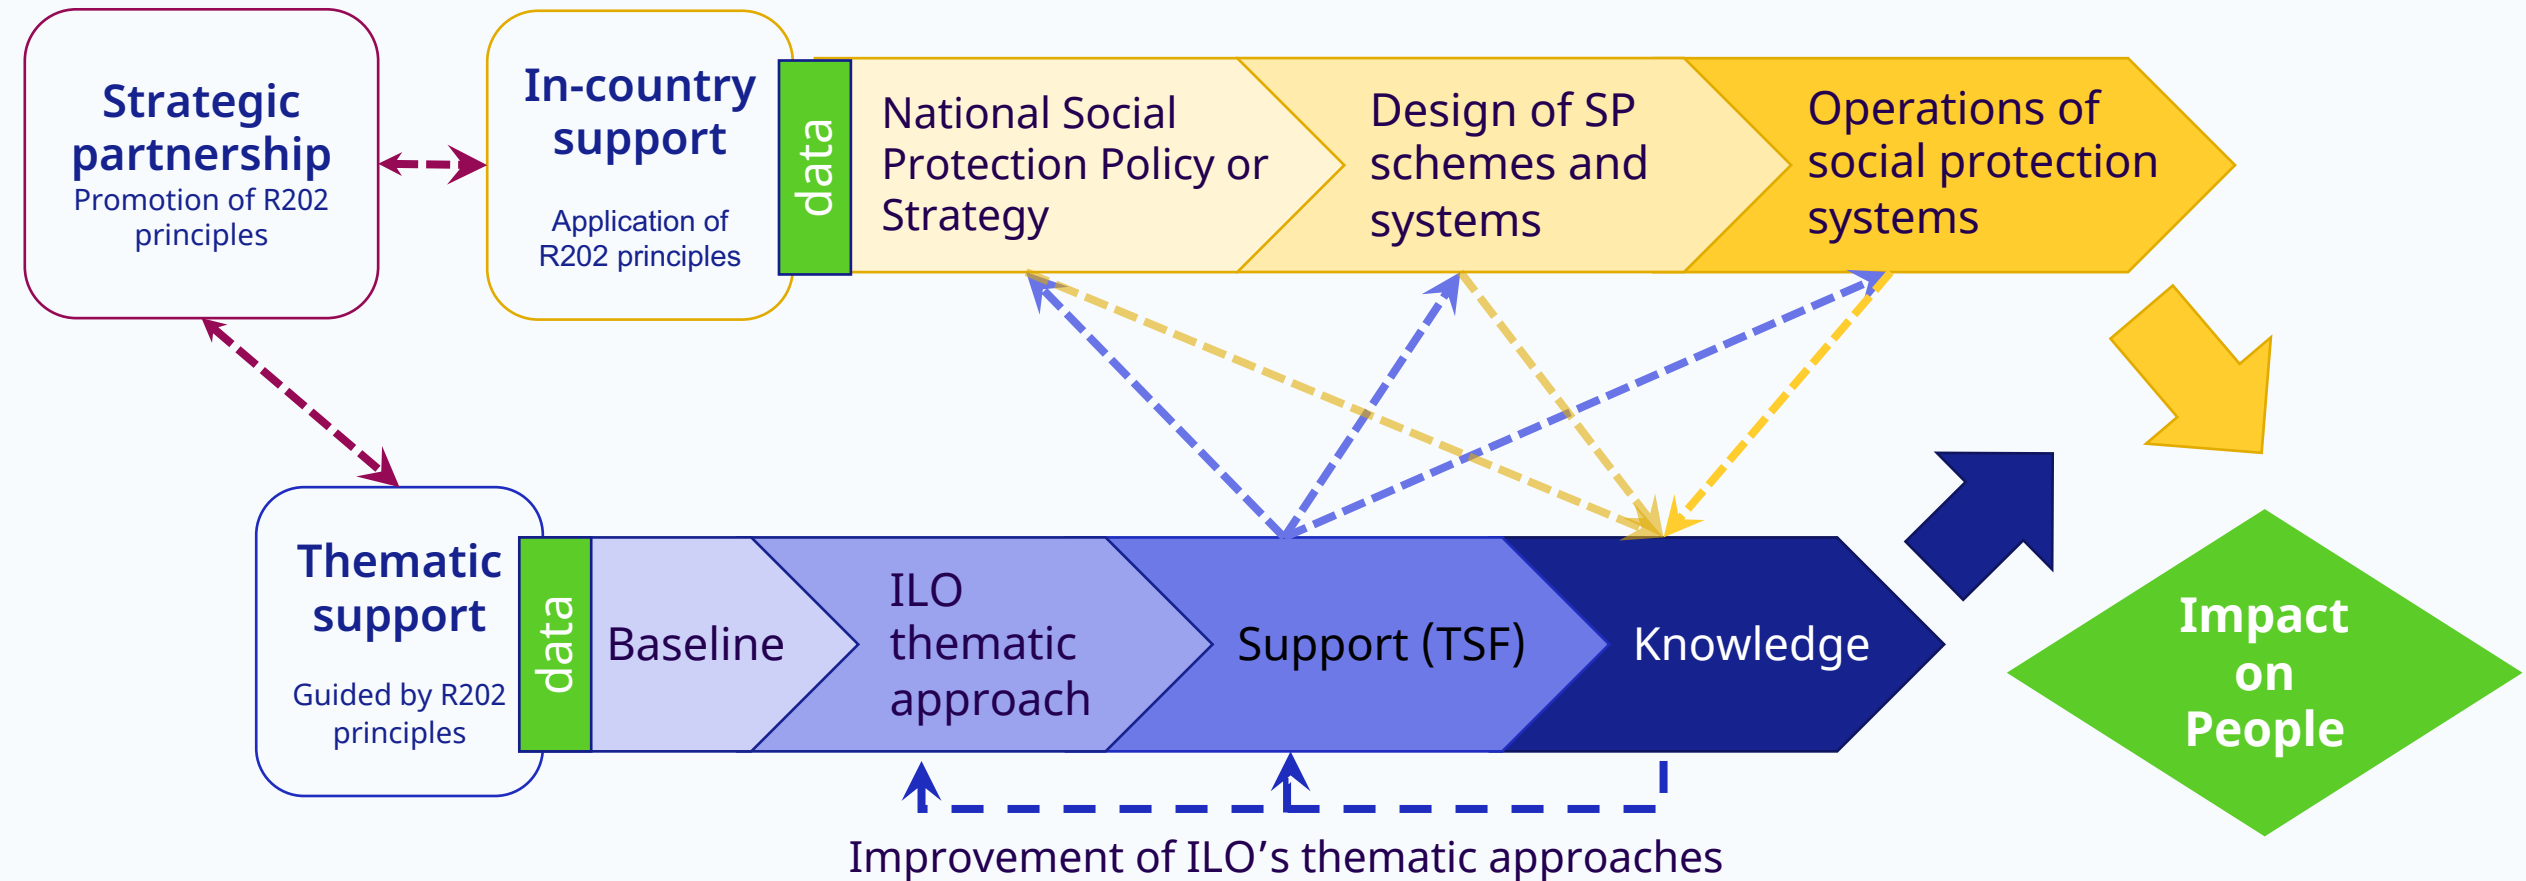 Strategic
partnership
Promotion of R202
principles
In-country
support
Application of
R202 principles
data
National Social
Protection Policy or
Strategy
Design of SP
schemes and
systems
Operations of
social protection
systems
Thematic
support
Guided by R202
principles
data
Baseline
ILO
thematic
approach
Support (TSF)
Knowledge
Impact
on
People
Improvement of ILO’s thematic approaches